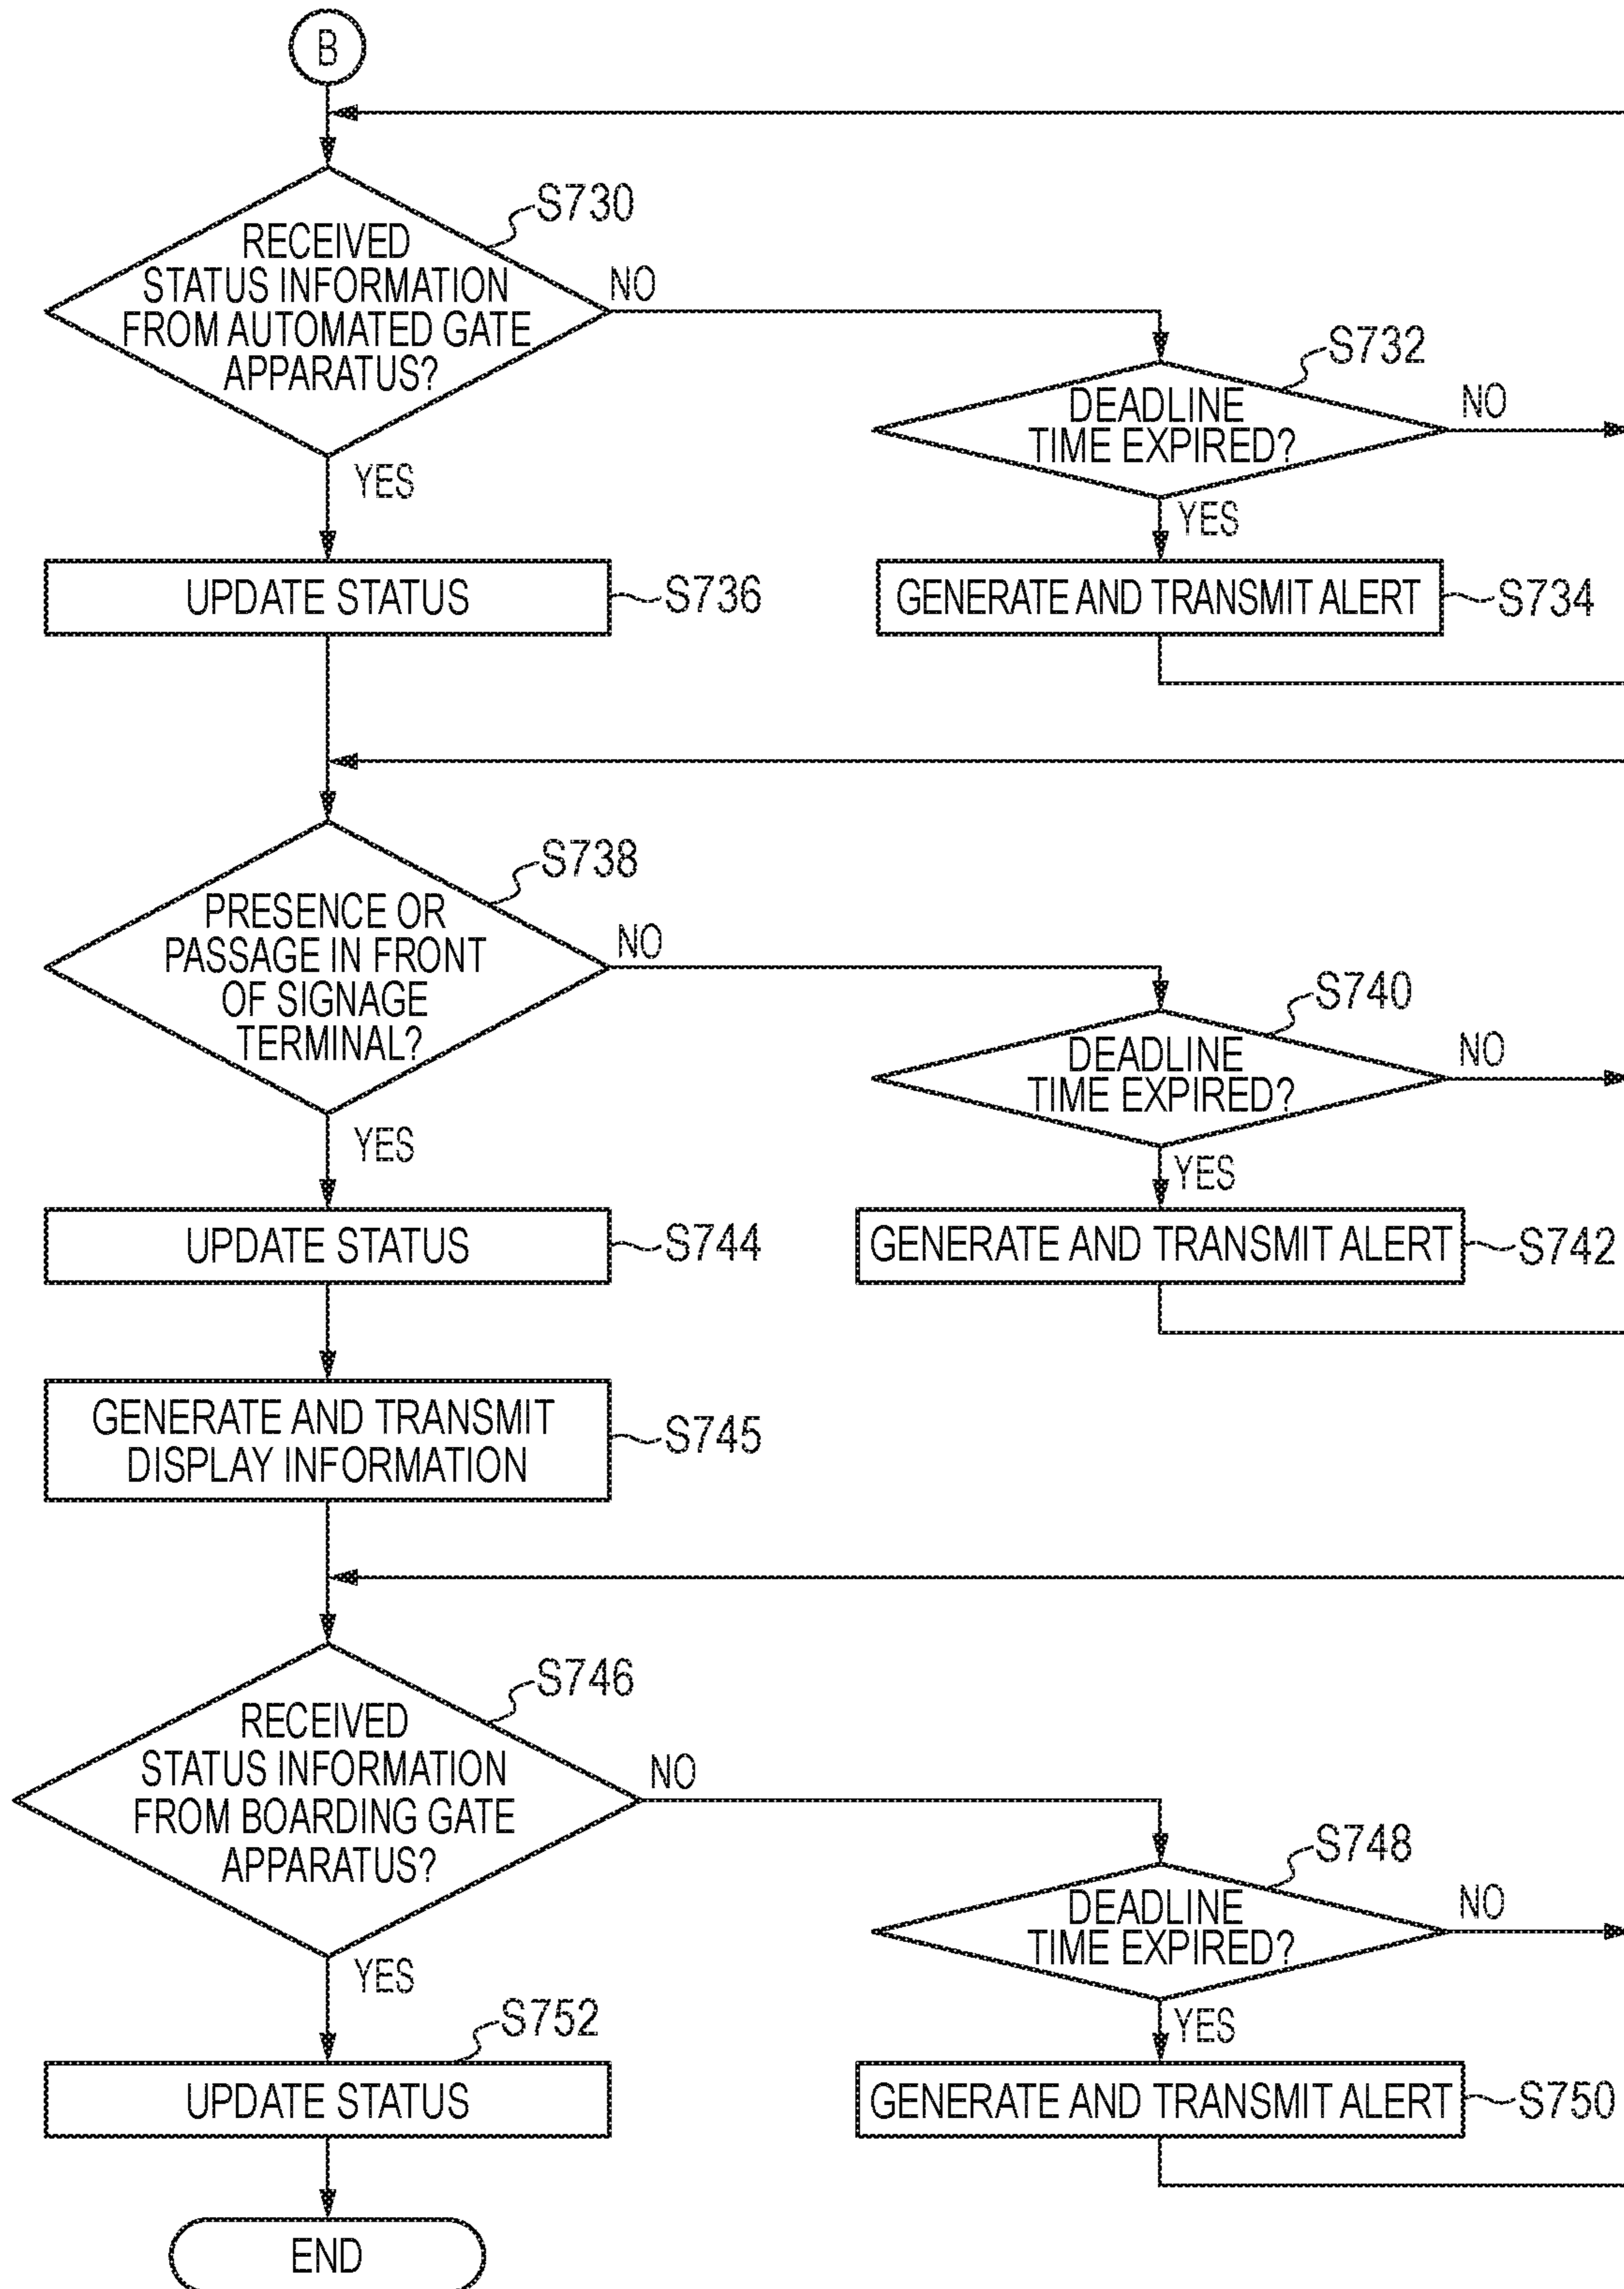 B
S730
RECEIVED
STATUS INFORMATION
FROM AUTOMATED GATE
APPARATUS?
NO
YES
S732
DEADLINE
TIME EXPIRED?
NO
YES
UPDATE STATUS
S736
GENERATE AND TRANSMIT ALERT
S734
S738
PRESENCE OR
PASSAGE IN FRONT
OF SIGNAGE
TERMINAL?
NO
YES
S740
DEADLINE
TIME EXPIRED?
NO
YES
UPDATE STATUS
S744
GENERATE AND TRANSMIT ALERT
S742
GENERATE AND TRANSMIT
DISPLAY INFORMATION
S745
S746
RECEIVED
STATUS INFORMATION
FROM BOARDING GATE
APPARATUS?
NO
YES
S748
DEADLINE
TIME EXPIRED?
NO
YES
S752
UPDATE STATUS
GENERATE AND TRANSMIT ALERT
S750
END